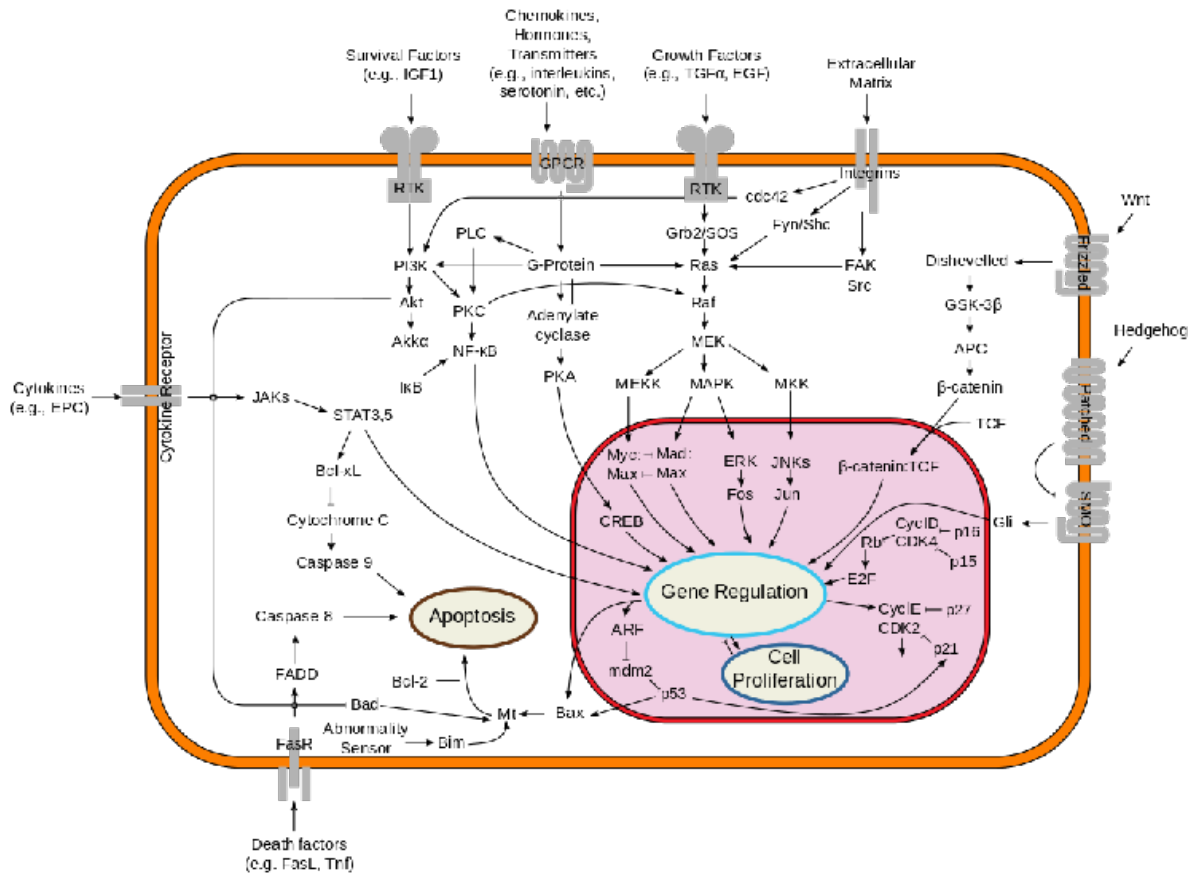 Chemokines,
Hormones,
Transmitters
(e.g., interleukins,
serotonin, etc.)
Survival Factors
(e.g., IGF1)
Growth Factors
(e.g., TGFα, EGF)
Extracellular
Matrix
GPCR
RTK
RTK
Integrins
cdc42
Wnt
Fyn/Shc
Grb2/SOS
PLC
Frizzled
PI3K
G-Protein
Ras
FAK
Src
Dishevelled
Akt
PKC
Adenylate
cyclase
Raf
GSK-3β
Hedgehog
Akkα
NF-κB
MEK
APC
IκB
PKA
MEKK
MAPK
MKK
β-catenin
Cytokines
(e.g., EPC)
Cytokine Receptor
JAKs
STAT3,5
TCF
Patched
Myc:
Mad:
Max
Max
ERK
JNKs
β-catenin:TCF
Bcl-xL
Fos
Jun
SMO
Cytochrome C
CREB
Gli
CyclD
CDK4
p16
p15
Rb
Caspase 9
E2F
Gene Regulation
Caspase 8
Apoptosis
CyclE
p27
CDK2
ARF
p21
mdm2
Cell
Proliferation
FADD
Bcl-2
p53
Bad
Mt
Bax
Abnormality
Sensor
Bim
FasR
Death factors
(e.g. FasL, Tnf)